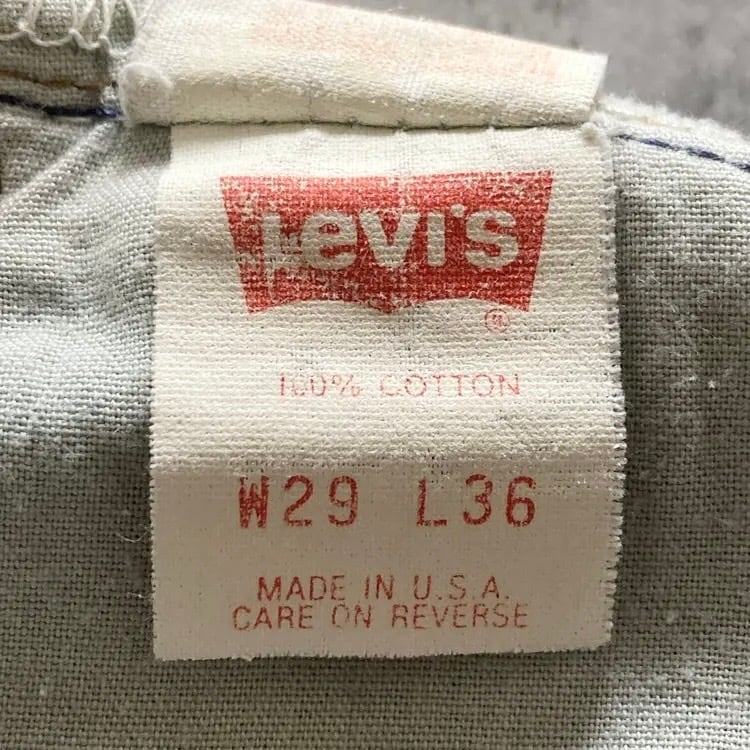 Levi's
®
100% COTTON
W29 L36
MADE IN U.S.A.
CARE ON REVERSE